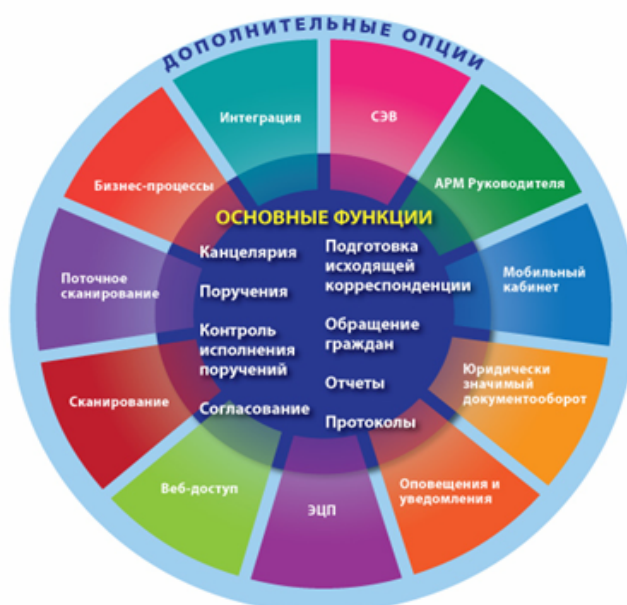 ДОПОЛНИТЕЛЬНЫЕ ОПЦИИ
Интеграция
СЭВ
АРМ Руководителя
Мобильный
кабинет
Юридически
значимый
документооборот
Оповещения и
уведомления
ЭЦП
Веб-доступ
Сканирование
Поточное
сканирование
Бизнес-процессы
ОСНОВНЫЕ ФУНКЦИИ
Канцелярия
Поручения
Контроль
исполнения
поручений
Согласование
Подготовка
исходящей
корреспонденции
Обращение
граждан
Отчеты
Протоколы